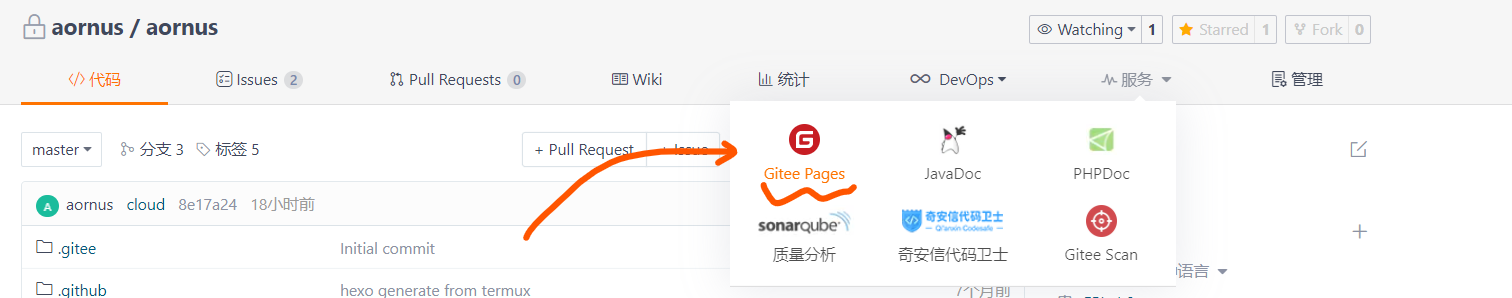 aornus / aornus
Watching 1 Starred 1 Fork 0
代码 Issues 2 Pull Requests 0 Wiki 统计 DevOps 服务 管理
master 分支 3 标签 5 + Pull Request + Issue
Gitee Pages JavaDoc PHPDoc
A aornus cloud 8e17a24 18小时前
sonarqube 奇安信代码卫士 Qi'anxin-Codesafe
.gitee Initial commit
质量分析 奇安信代码卫士 Gitee Scan
语言
.github hexo generate from termux 7个月前